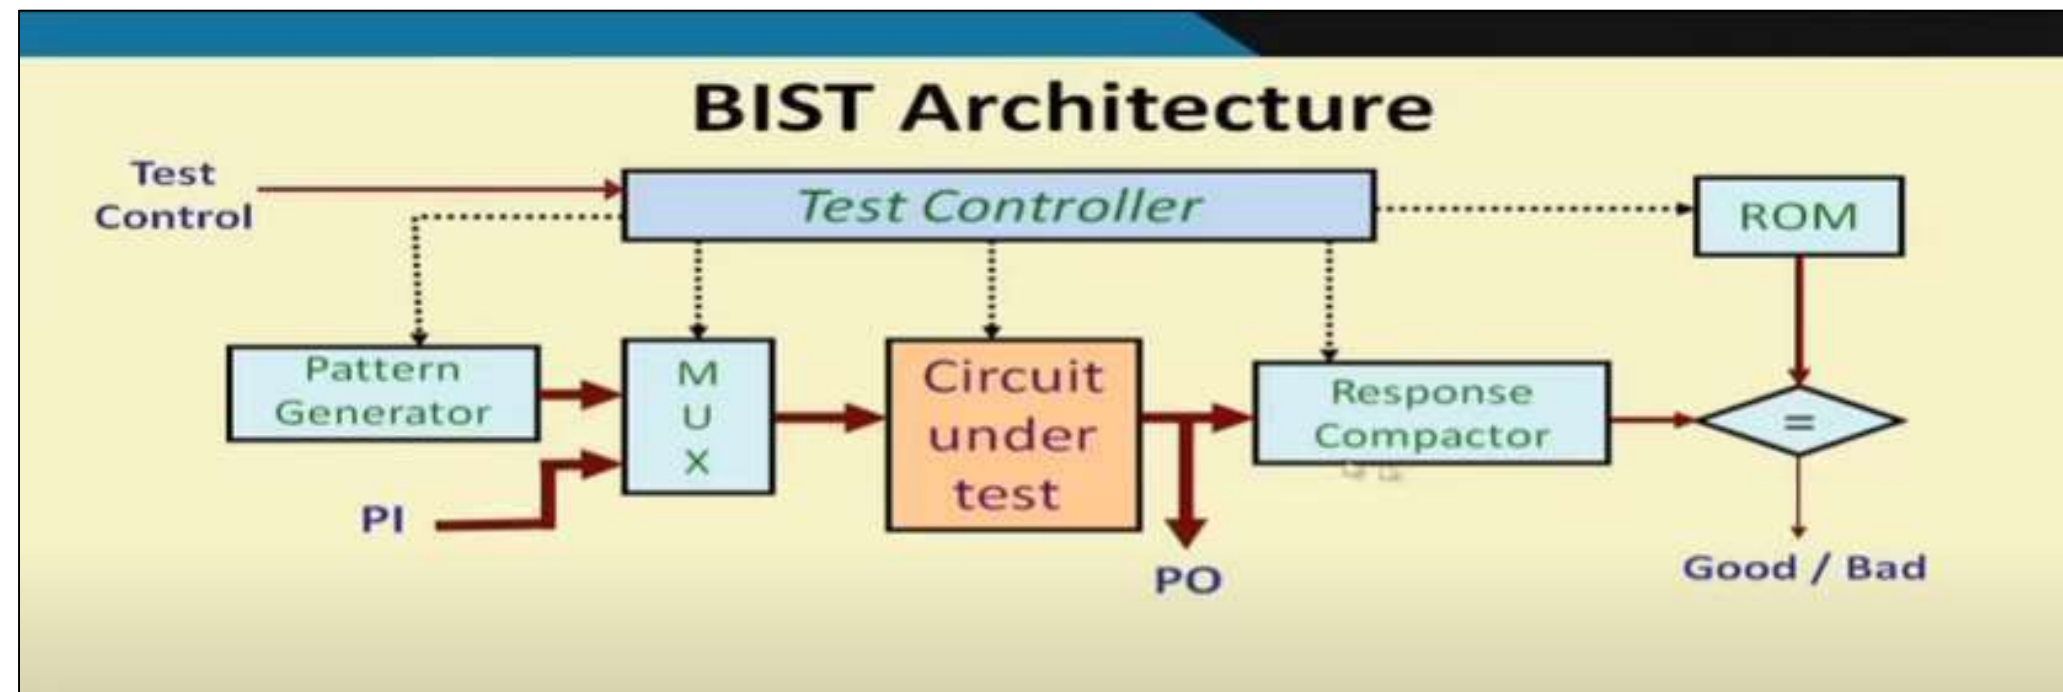 BIST Architecture
Test
Control
Test Controller
ROM
Pattern
Generator
M
U
X
Circuit
under
test
Response
Compactor
=
PI
PO
Good / Bad